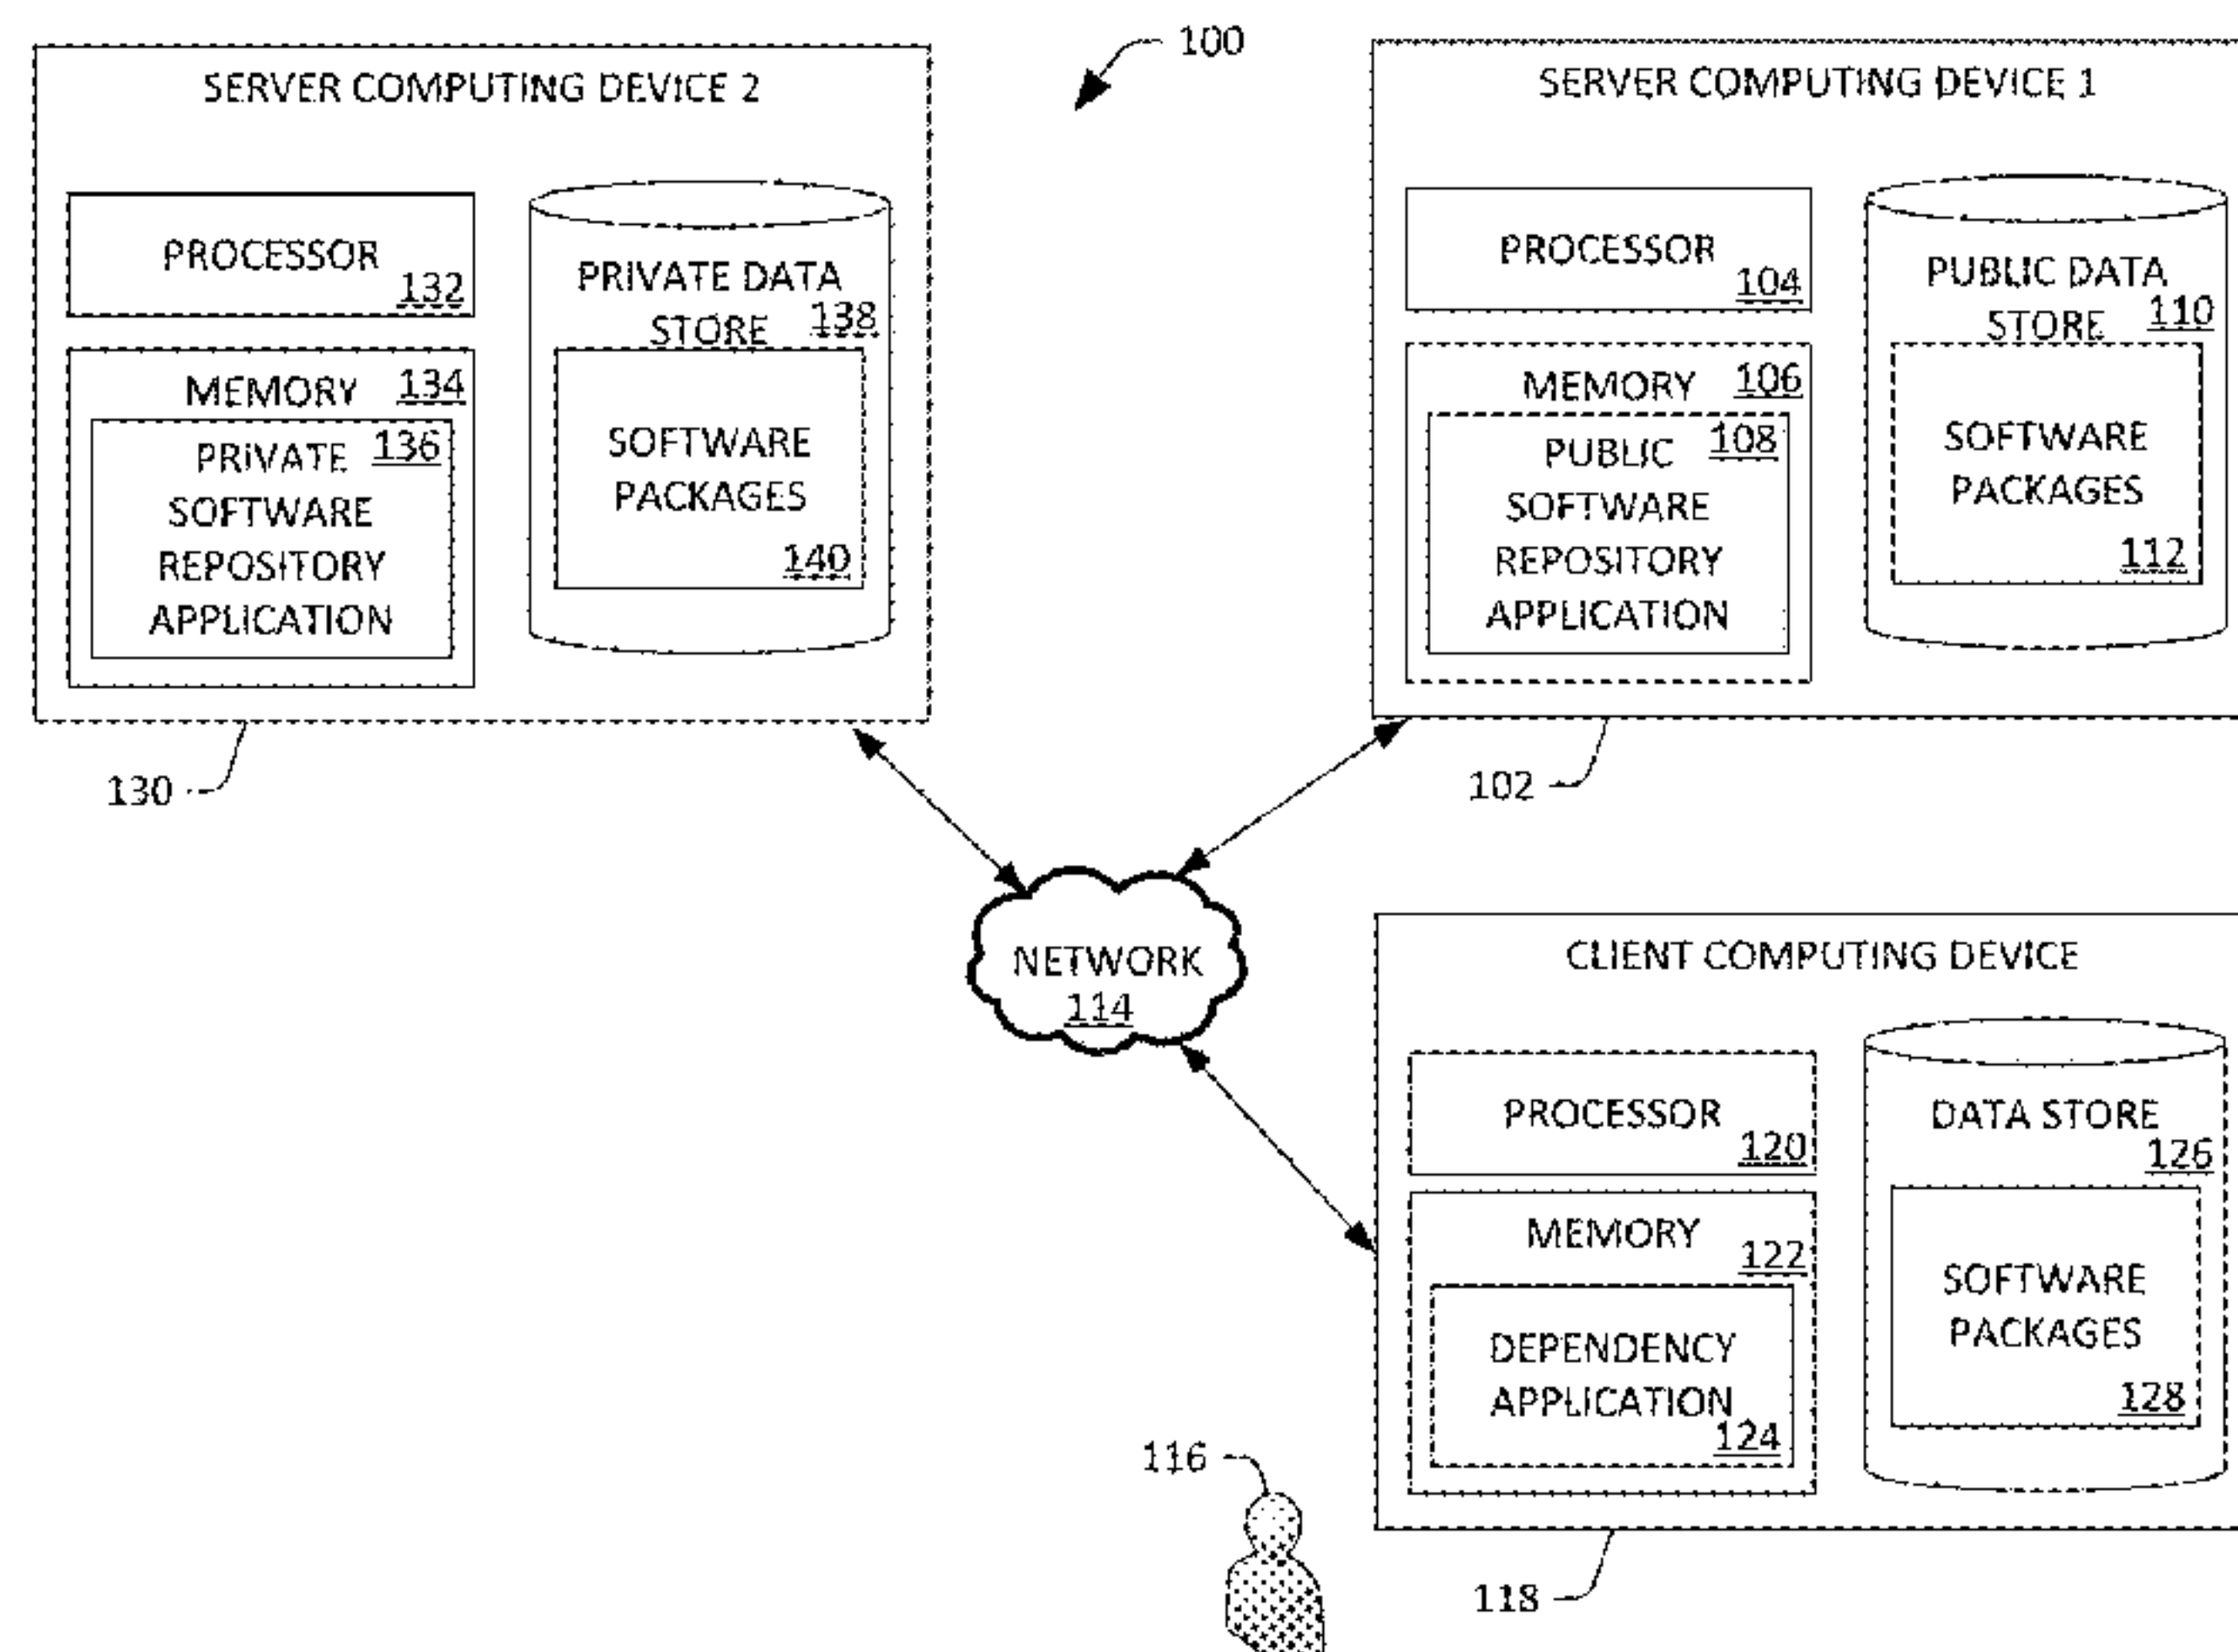 100
SERVER COMPUTING DEVICE 2
PROCESSOR
132
MEMORY 134
PRIVATE 136
SOFTWARE
REPOSITORY
APPLICATION
PRIVATE DATA
STORE 138
SOFTWARE
PACKAGES
140
130
SERVER COMPUTING DEVICE 1
PROCESSOR
104
MEMORY 106
PUBLIC 108
SOFTWARE
REPOSITORY
APPLICATION
PUBLIC DATA
STORE 110
SOFTWARE
PACKAGES
112
102
NETWORK
114
CLIENT COMPUTING DEVICE
PROCESSOR
120
MEMORY
122
DEPENDENCY
APPLICATION
124
DATA STORE
126
SOFTWARE
PACKAGES
128
116
118